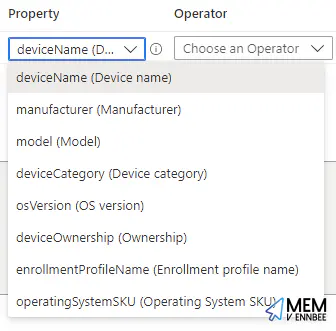 Property Operator
deviceName (D... Choose an Operator
deviceName (Device name)
manufacturer (Manufacturer)
model (Model)
deviceCategory (Device category)
osVersion (OS version)
deviceOwnership (Ownership)
enrollmentProfileName (Enrollment profile name)
operatingSystemSKU (Operating System SKU)
MEM
V ENNBEE